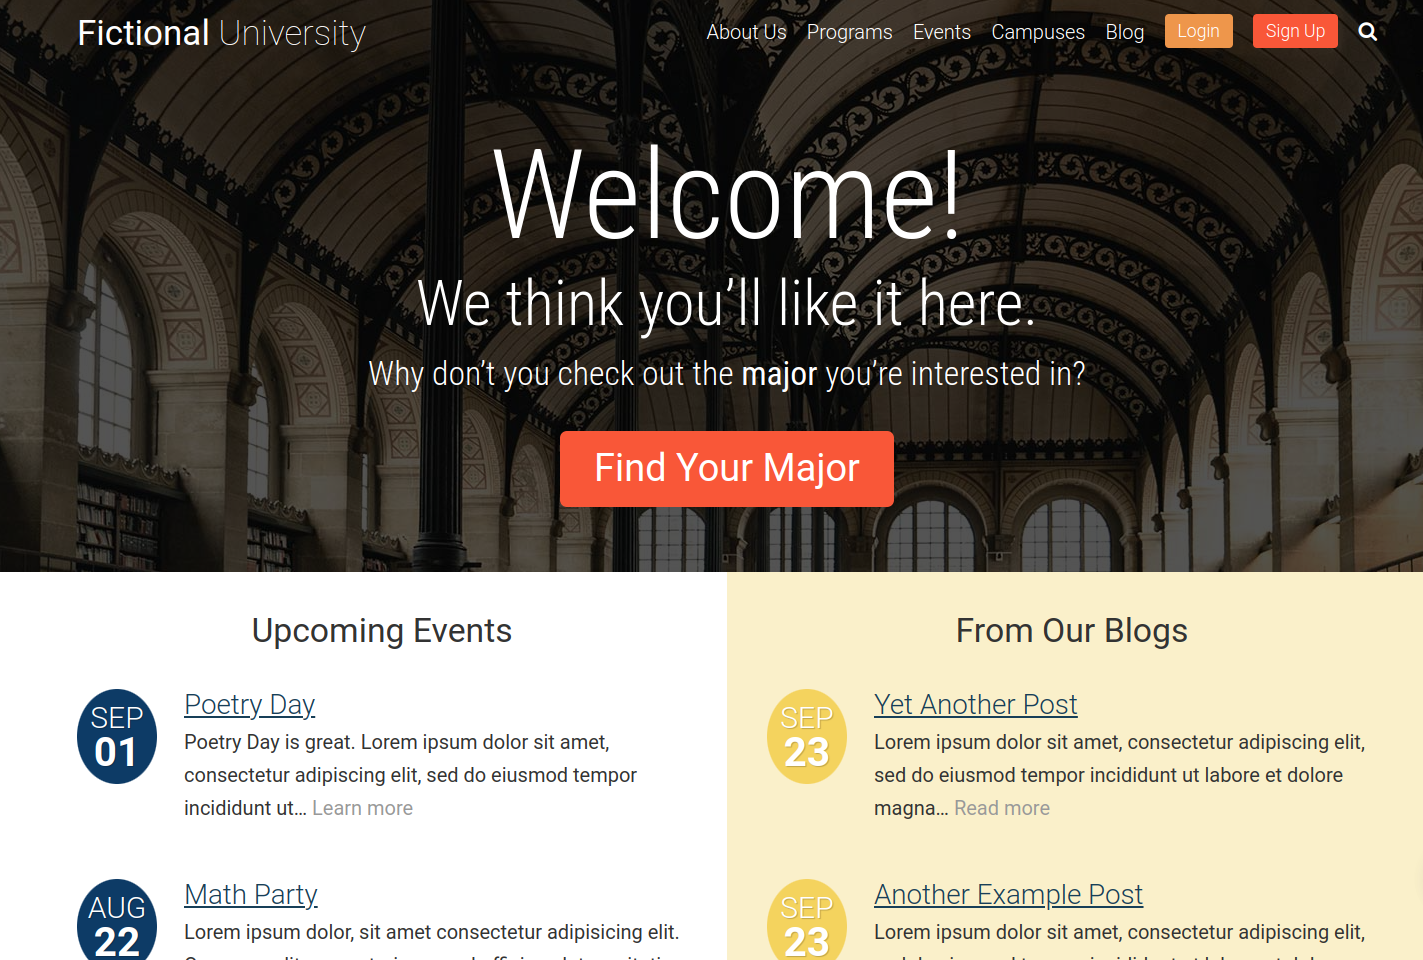 Fictional University
About Us Programs Events Campuses Blog Login Sign Up
Welcome!
We think you’ll like it here.
Why don’t you check out the major you’re interested in?
Find Your Major
Upcoming Events
SEP
01
Poetry Day
Poetry Day is great. Lorem ipsum dolor sit amet,
consectetur adipiscing elit, sed do eiusmod tempor
incididunt ut… Learn more
AUG
22
Math Party
Lorem ipsum dolor, sit amet consectetur adipisicing elit.
From Our Blogs
SEP
23
Yet Another Post
Lorem ipsum dolor sit amet, consectetur adipiscing elit,
sed do eiusmod tempor incididunt ut labore et dolore
magna… Read more
SEP
23
Another Example Post
Lorem ipsum dolor sit amet, consectetur adipiscing elit,